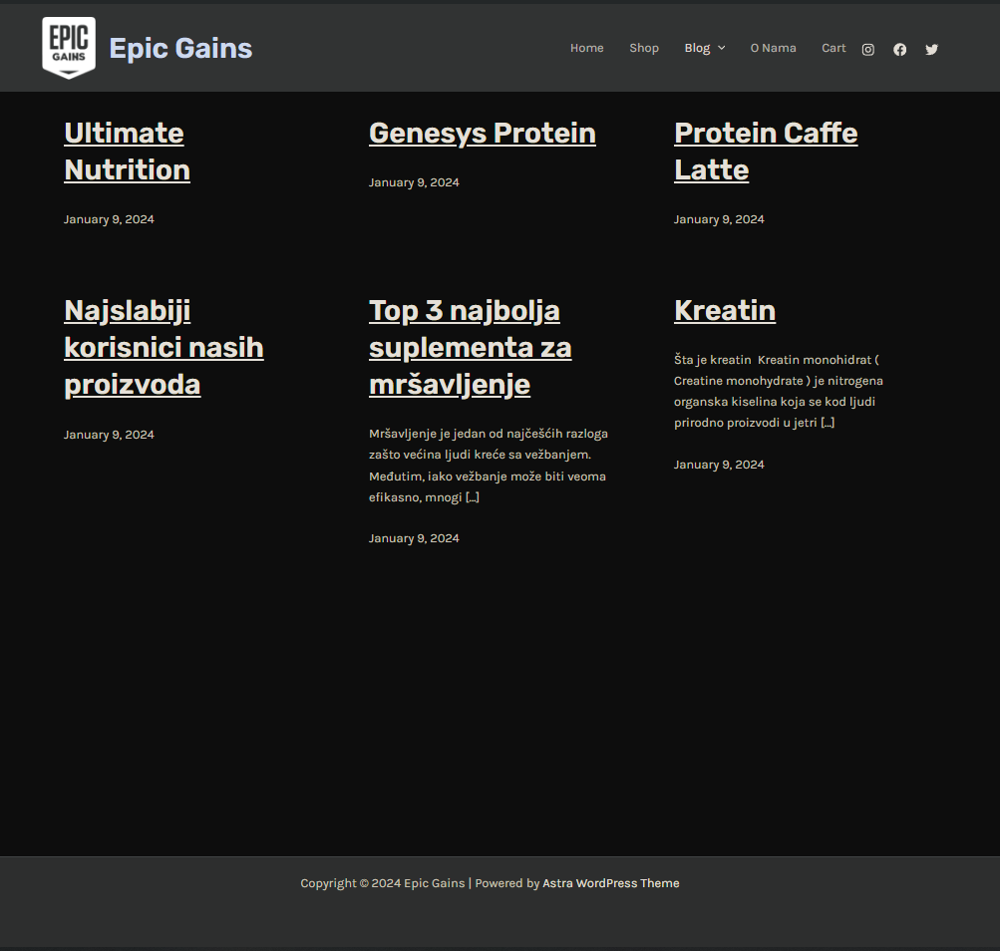 EPIC
GAINS
Epic Gains
Home
Shop
Blog
O Nama
Cart
Ultimate
Nutrition
January 9, 2024
Genesys Protein
January 9, 2024
Protein Caffe
Latte
January 9, 2024
Najslabiji
korisnici nasih
proizvoda
January 9, 2024
Top 3 najbolja
suplementa za
mršavljenje
Mršavljenje je jedan od najčešćih razloga
zašto većina ljudi kreće sa vežbanjem.
Međutim, iako vežbanje može biti veoma
efikasno, mnogi [...]
January 9, 2024
Kreatin
Šta je kreatin  Kreatin monohidrat (
Creatine monohydrate ) je nitrogena
organska kiselina koja se kod ljudi
prirodno proizvodi u jetri [...]
January 9, 2024
Copyright © 2024 Epic Gains | Powered by Astra WordPress Theme